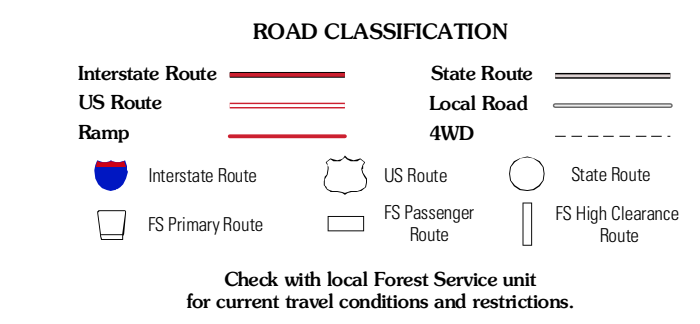 ROAD CLASSIFICATION
Interstate Route
State Route
US Route
Local Road
Ramp
4WD
Interstate Route
US Route
State Route
FS Primary Route
FS Passenger
Route
FS High Clearance
Route
Check with local Forest Service unit
for current travel conditions and restrictions.